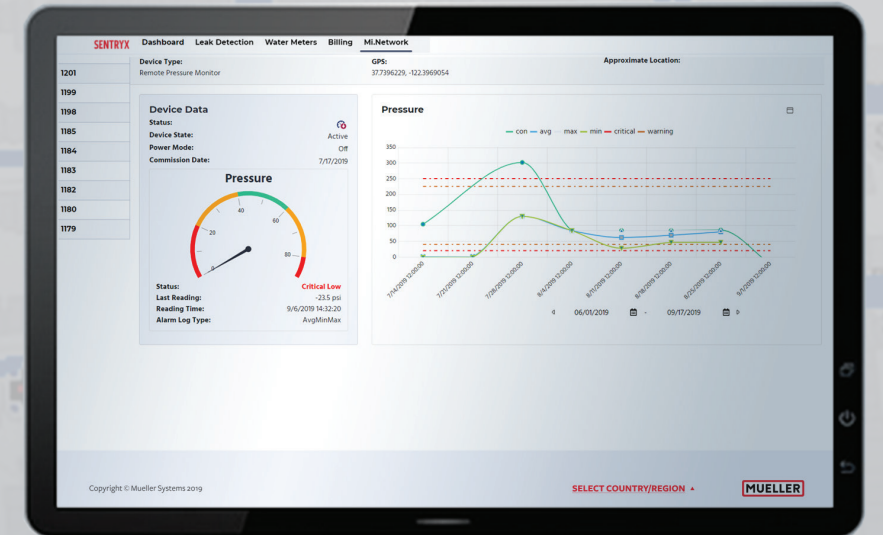 SENTRYX Dashboard Leak Detection Water Meters Billing Mi.Network
Device Type: GPS: Approximate Location:
Remote Pressure Monitor 37.7396229, -122.3969054
1201
1199
1198
1185
1184
1183
1182
1180
1179
Device Data
Status:
Device State: Active
Power Mode: Off
Commission Date: 7/17/2019
Pressure
0 20 40 60 80
Status: Critical Low
Last Reading: -23.5 psi
Reading Time: 9/6/2019 14:32:20
Alarm Log Type: AvgMinMax
Pressure
con avg max min critical warning
350
300
250
200
150
100
50
0
7/14/2019 12:00:00 7/21/2019 12:00:00 7/28/2019 12:00:00 8/4/2019 12:00:00 8/11/2019 12:00:00 8/18/2019 12:00:00 8/25/2019 12:00:00 9/1/2019 12:00:00
06/01/2019 - 09/17/2019
Copyright © Mueller Systems 2019 SELECT COUNTRY/REGION MUELLER